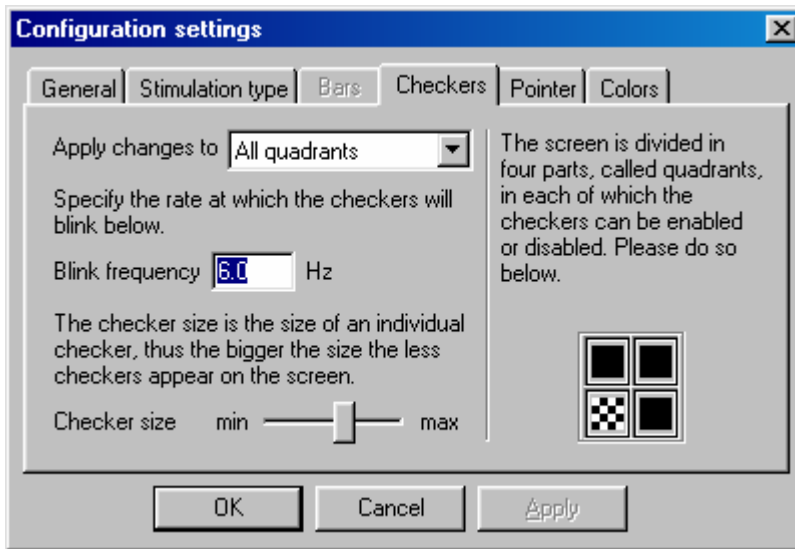 Configuration settings
General Stimulation type Bars Checkers Pointer Colors
Apply changes to All quadrants
Specify the rate at which the checkers will
blink below.
Blink frequency 6.0 Hz
The checker size is the size of an individual
checker, thus the bigger the size the less
checkers appear on the screen.
Checker size min max
The screen is divided in
four parts, called quadrants,
in each of which the
checkers can be enabled
or disabled. Please do so
below.
OK Cancel Apply